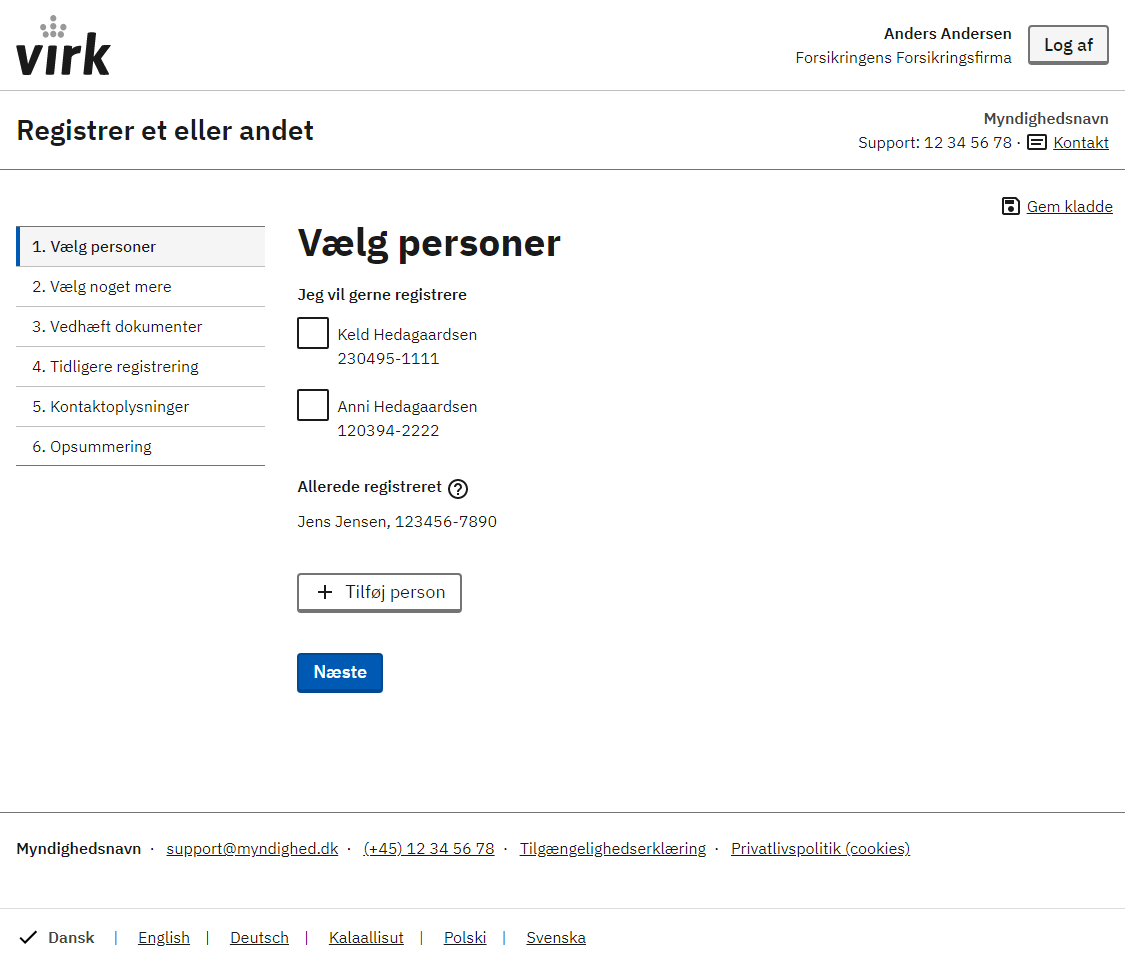 virk
Anders Andersen
Forsikringens Forsikringsfirma
Log af
Registrer et eller andet
Myndighedsnavn
Support: 12 34 56 78 · Kontakt
Gem kladde
1. Vælg personer
2. Vælg noget mere
3. Vedhæft dokumenter
4. Tidligere registrering
5. Kontaktoplysninger
6. Opsummering
Vælg personer
Jeg vil gerne registrere
Keld Hedagaardsen
230495-1111
Anni Hedagaardsen
120394-2222
Allerede registreret ?
Jens Jensen, 123456-7890
+ Tilføj person
Næste
Myndighedsnavn · support@myndighed.dk · (+45) 12 34 56 78 · Tilgængelighedserklæring · Privatlivspolitik (cookies)
Dansk | English | Deutsch | Kalaallisut | Polski | Svenska